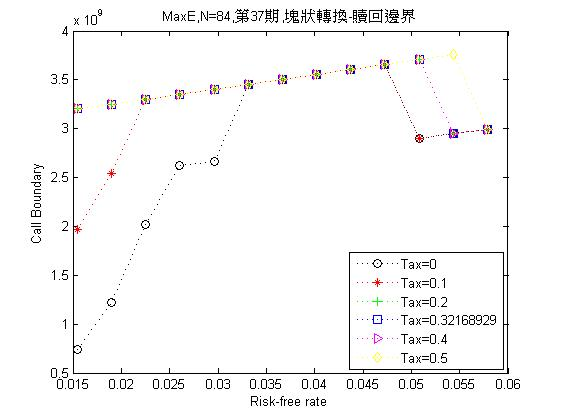 MaxE,N=84,第37期,塊狀轉換-贖回邊界
x 10^9
4
3.5
3
2.5
2
1.5
1
0.5
Call Boundary
0.015 0.02 0.025 0.03 0.035 0.04 0.045 0.05 0.055 0.06
Risk-free rate
Tax=0
Tax=0.1
Tax=0.2
Tax=0.32168929
Tax=0.4
Tax=0.5